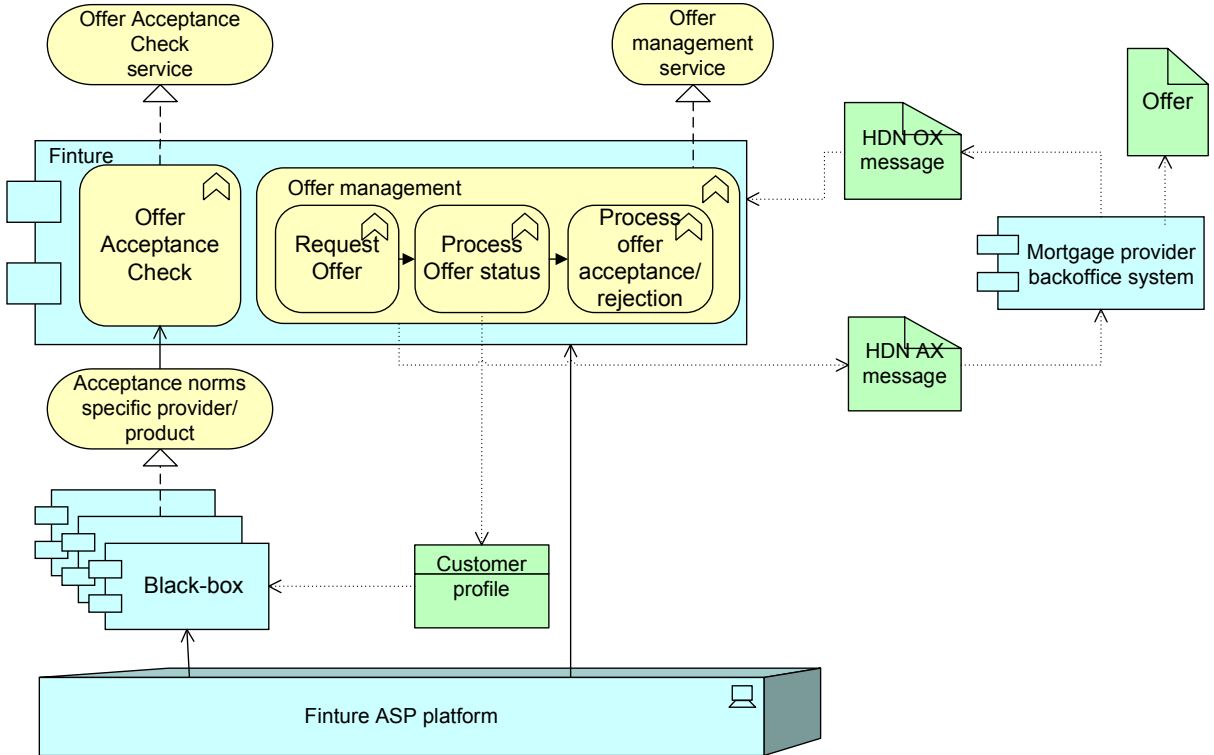 Offer Acceptance
Check
service
Offer
management
service
Offer
HDN OX
message
Finture
Offer management
Offer
Acceptance
Check
Request
Offer
Process
Offer status
Process
offer
acceptance/
rejection
Mortgage provider
backoffice system
HDN AX
message
Acceptance norms
specific provider/
product
Black-box
Customer
profile
Finture ASP platform